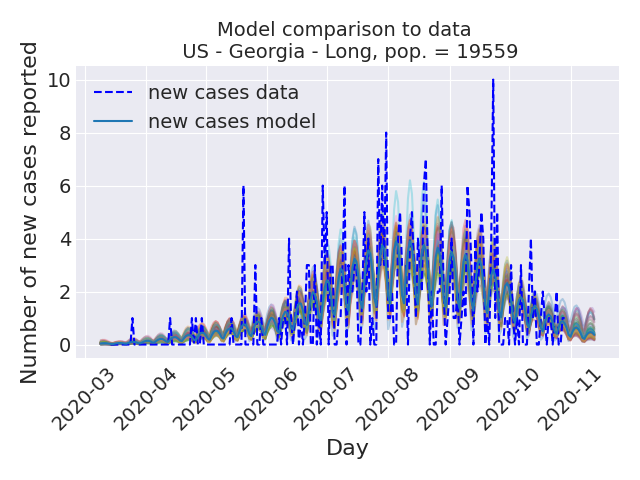 Model comparison to data
US - Georgia - Long, pop. = 19559
new cases data
new cases model
Number of new cases reported
10
8
6
4
2
0
2020-03
2020-04
2020-05
2020-06
2020-07
2020-08
2020-09
2020-10
2020-11
Day